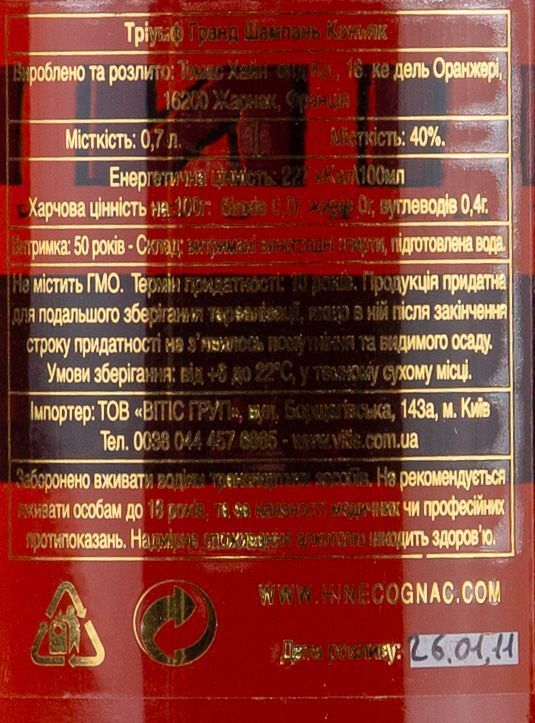 Тріумф Гранд Шампань Коньяк
Вироблено та розлито: Томас Хайн енд Ко., 16, ке дель Оранжері,
16200 Жарнак, Франція
Місткість: 0,7 л. Місткість: 40%.
Енергетична цінність: 227 кКал\100мл
Харчова цінність на 100г: білків 0,0г, жирів 0г, вуглеводів 0,4г.
Витримка: 50 років - Склад: витримані виноградні спирти, підготовлена вода.
Не містить ГМО. Термін придатності: 10 років. Продукція придатна
для подальшого зберігання та реалізації, якщо в ній після закінчення
строку придатності не з'явилось помутніння та видимого осаду.
Умови зберігання: від +5 до 22°С, у темному сухому місці.
Імпортер: ТОВ «ВІТІС ГРУП», вул. Борщагівська, 143а, м. Київ
Тел. 0038 044 457 - www.vitis.com.ua
Заборонено вживати водіям транспортних засобів. Не рекомендується
вживати особам до 18 років, та за наявності медичних чи професійних
протипоказань. Надмірне споживання алкоголю шкодить здоров'ю.
WWW.HINECOGNAC.COM
Дата розливу: 26.01.11